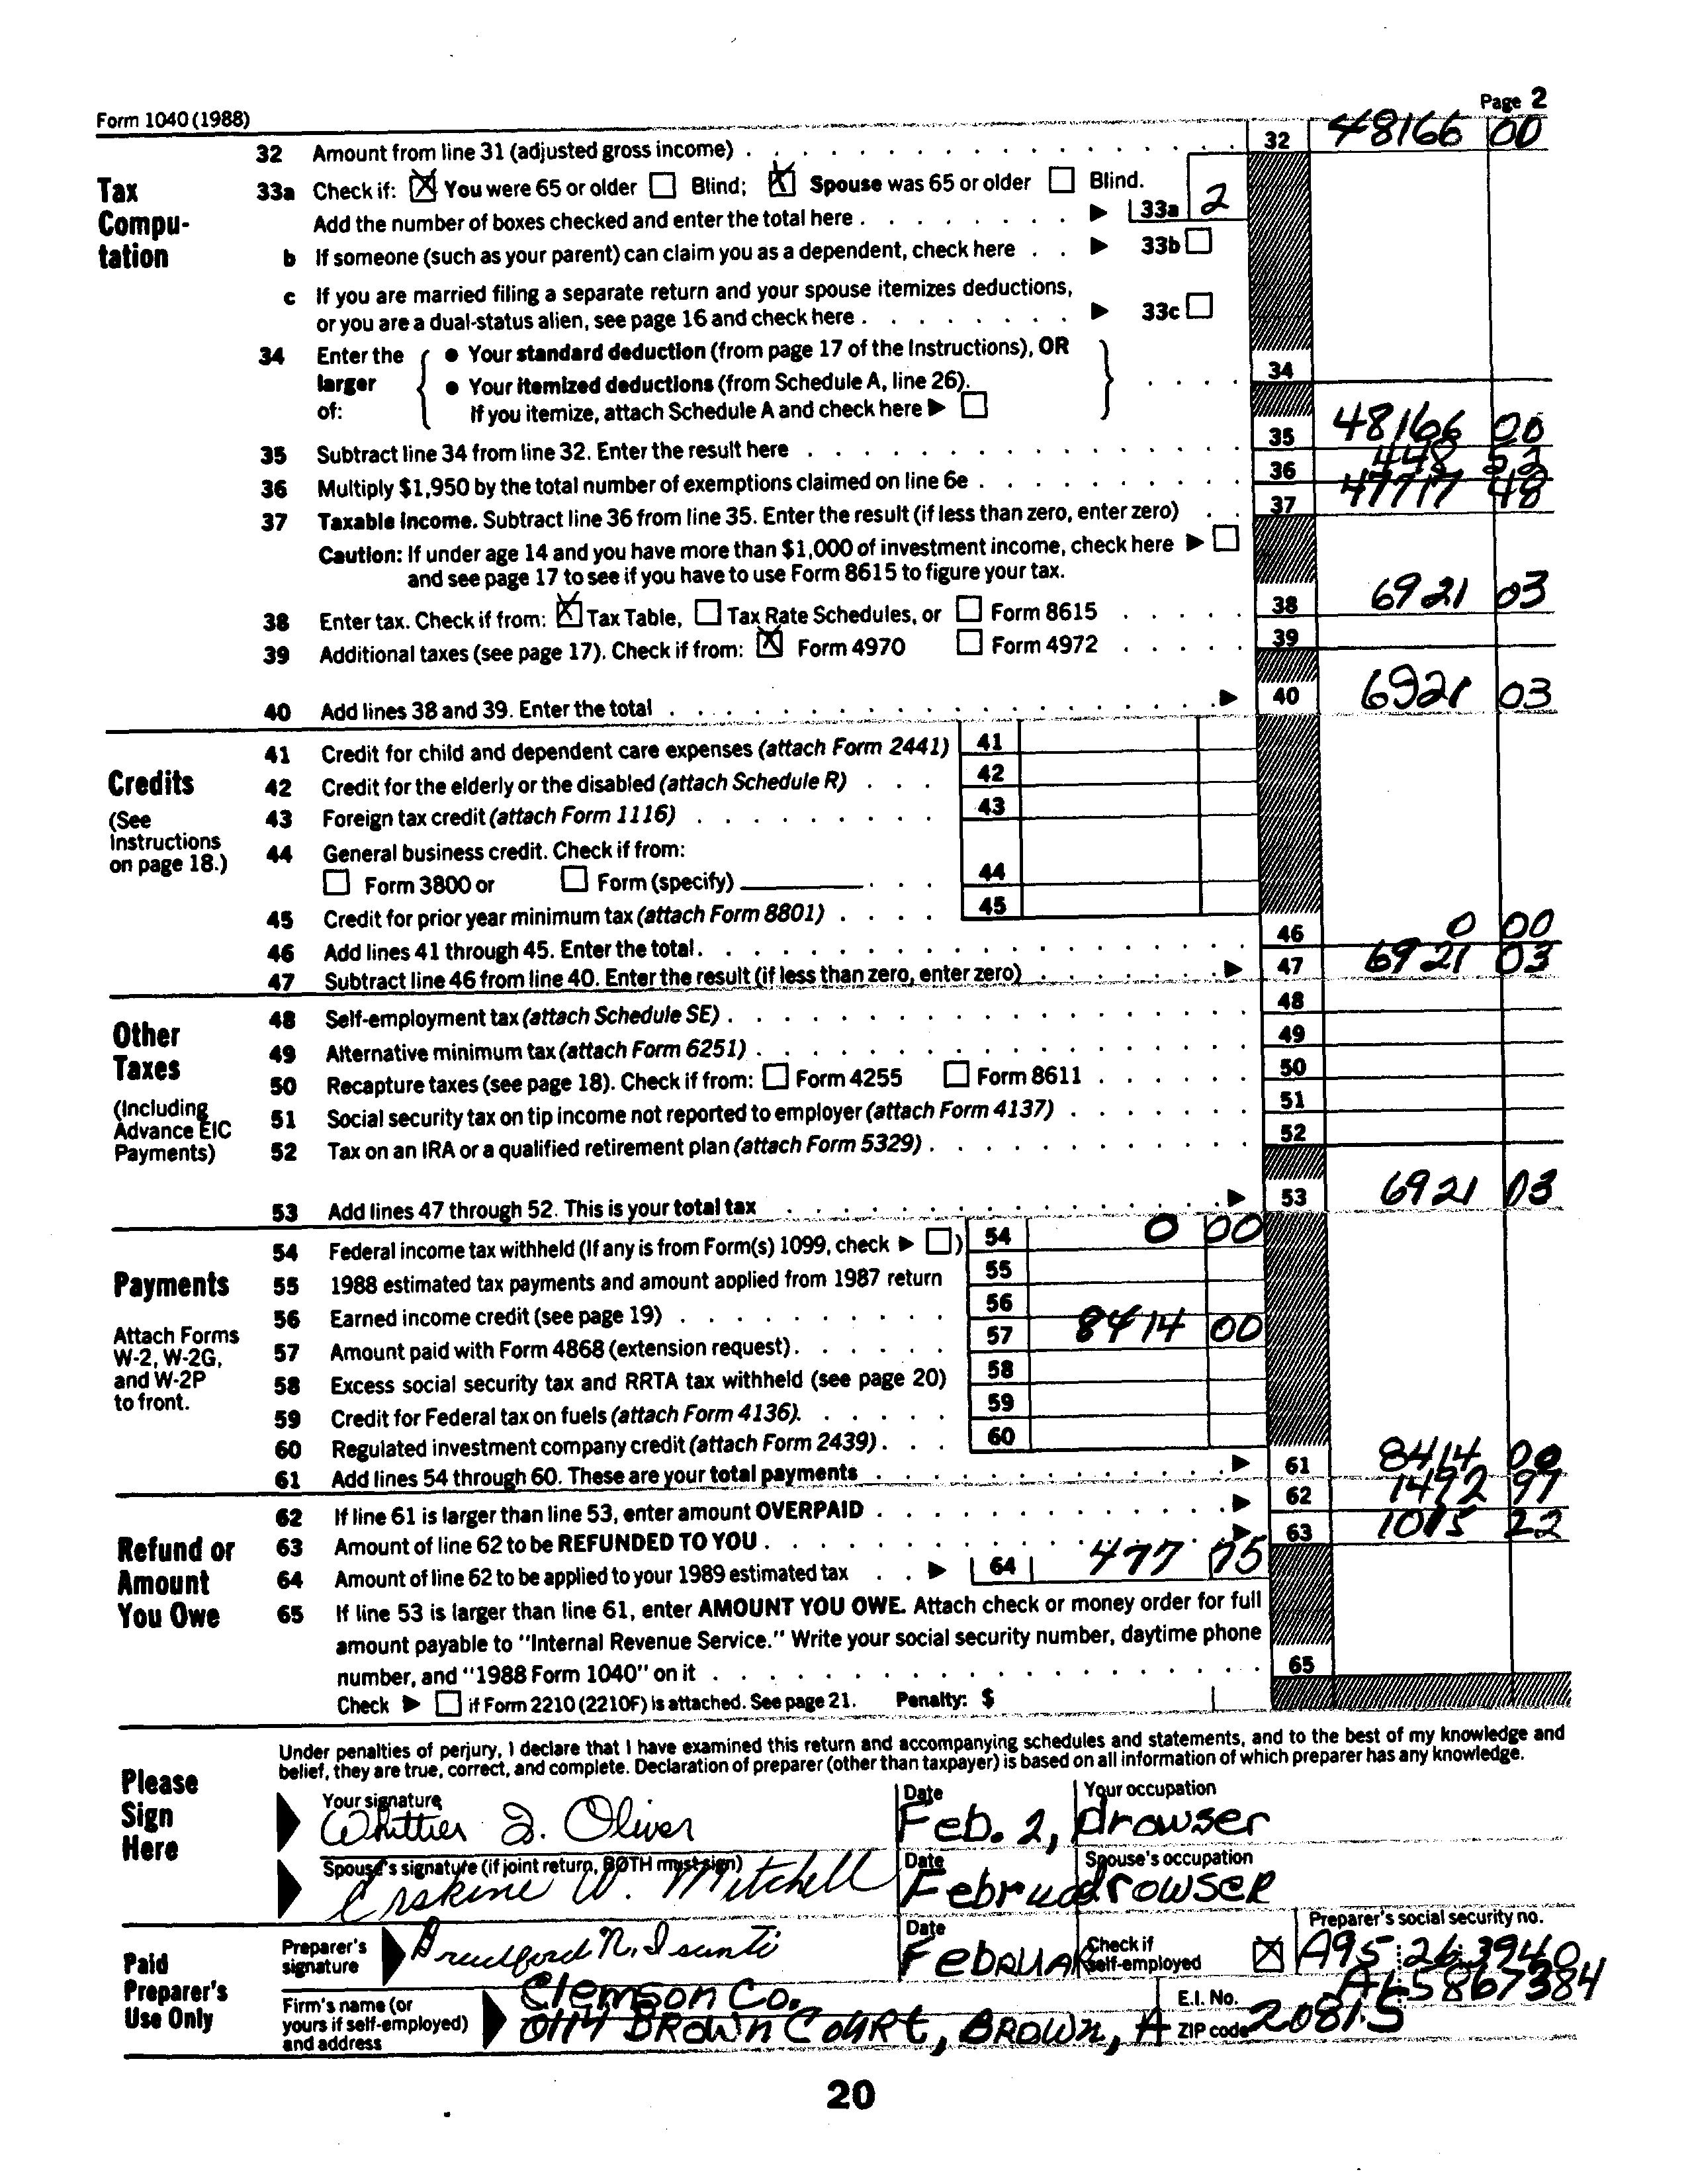 Form 1040 (1988) Page 2
32 Amount from line 31 (adjusted gross income) 32 48166 00
Tax Compu-tation
33a Check if: X You were 65 or older Blind; X Spouse was 65 or older Blind.
Add the number of boxes checked and enter the total here 33a 2
b If someone (such as your parent) can claim you as a dependent, check here 33b
c If you are married filing a separate return and your spouse itemizes deductions,
or you are a dual-status alien, see page 16 and check here 33c
34 Enter the larger of:
● Your standard deduction (from page 17 of the Instructions), OR
● Your itemized deductions (from Schedule A, line 26).
If you itemize, attach Schedule A and check here ▶
34
35 Subtract line 34 from line 32. Enter the result here 35 48166 00
36 Multiply $1,950 by the total number of exemptions claimed on line 6e 36 448 52
37 Taxable income. Subtract line 36 from line 35. Enter the result (if less than zero, enter zero) 37 47717 48
Caution: If under age 14 and you have more than $1,000 of investment income, check here ▶
and see page 17 to see if you have to use Form 8615 to figure your tax.
38 Enter tax. Check if from: X Tax Table, Tax Rate Schedules, or Form 8615 38 6921 03
39 Additional taxes (see page 17). Check if from: X Form 4970 Form 4972 39
40 Add lines 38 and 39. Enter the total ▶ 40 6921 03
Credits
(See Instructions on page 18.)
41 Credit for child and dependent care expenses (attach Form 2441) 41
42 Credit for the elderly or the disabled (attach Schedule R) 42
43 Foreign tax credit (attach Form 1116) 43
44 General business credit. Check if from:
Form 3800 or Form (specify) 44
45 Credit for prior year minimum tax (attach Form 8801) 45
46 Add lines 41 through 45. Enter the total. 46 0 00
47 Subtract line 46 from line 40. Enter the result (if less than zero, enter zero) ▶ 47 6921 03
Other Taxes
(Including Advance EIC Payments)
48 Self-employment tax (attach Schedule SE) 48
49 Alternative minimum tax (attach Form 6251) 49
50 Recapture taxes (see page 18). Check if from: Form 4255 Form 8611 50
51 Social security tax on tip income not reported to employer (attach Form 4137) 51
52 Tax on an IRA or a qualified retirement plan (attach Form 5329) 52
53 Add lines 47 through 52. This is your total tax ▶ 53 6921 03
Payments
Attach Forms W-2, W-2G, and W-2P to front.
54 Federal income tax withheld (If any is from Form(s) 1099, check ▶ ) 54 0 00
55 1988 estimated tax payments and amount applied from 1987 return 55
56 Earned income credit (see page 19) 56
57 Amount paid with Form 4868 (extension request) 57 8414 00
58 Excess social security tax and RRTA tax withheld (see page 20) 58
59 Credit for Federal tax on fuels (attach Form 4136). 59
60 Regulated investment company credit (attach Form 2439) 60
61 Add lines 54 through 60. These are your total payments ▶ 61 8414 00
Refund or Amount You Owe
62 If line 61 is larger than line 53, enter amount OVERPAID ▶ 62 1492 97
63 Amount of line 62 to be REFUNDED TO YOU ▶ 63 1015 22
64 Amount of line 62 to be applied to your 1989 estimated tax ▶ 64 477 75
65 If line 53 is larger than line 61, enter AMOUNT YOU OWE. Attach check or money order for full
amount payable to "Internal Revenue Service." Write your social security number, daytime phone
number, and "1988 Form 1040" on it 65
Check ▶ if Form 2210 (2210F) is attached. See page 21. Penalty: $
Please Sign Here
Under penalties of perjury, I declare that I have examined this return and accompanying schedules and statements, and to the best of my knowledge and
belief, they are true, correct, and complete. Declaration of preparer (other than taxpayer) is based on all information of which preparer has any knowledge.
Your signature Date Your occupation
Whittier I. Oliver Feb. 2, drowser
Spouse's signature (if joint return, BOTH must sign) Date Spouse's occupation
Erskine W. Mitchell Februa drowser
Paid Preparer's Use Only
Preparer's signature Bradford N. Isanti Date Februar Check if self-employed X Preparer's social security no. A95 26 3940
Firm's name (or yours if self-employed) and address
Clemson Co. E.I. No. AL5867384
0114 Brown Court, Brown, A ZIP code 20815
20